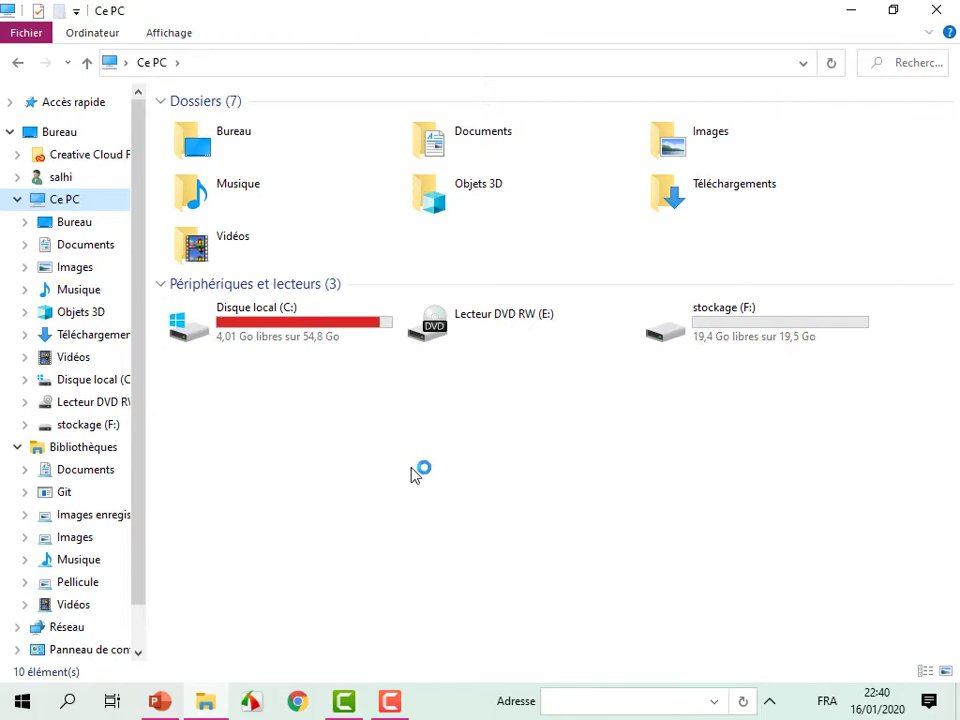 Ce PC
Fichier
Ordinateur
Affichage
Ce PC
Recherc...
Accès rapide
Bureau
Creative Cloud F
salhi
Ce PC
Bureau
Documents
Images
Musique
Objets 3D
Téléchargemer
Vidéos
Disque local (C
Lecteur DVD RW
stockage (F:)
Bibliothèques
Documents
Git
Images enregis
Images
Musique
Pellicule
Vidéos
Réseau
Panneau de con
Dossiers (7)
Bureau
Documents
Images
Musique
Objets 3D
Téléchargements
Vidéos
Périphériques et lecteurs (3)
Disque local (C:)
4,01 Go libres sur 54,8 Go
DVD
Lecteur DVD RW (E:)
stockage (F:)
19,4 Go libres sur 19,5 Go
10 élément(s)
Adresse
FRA
22:40
16/01/2020